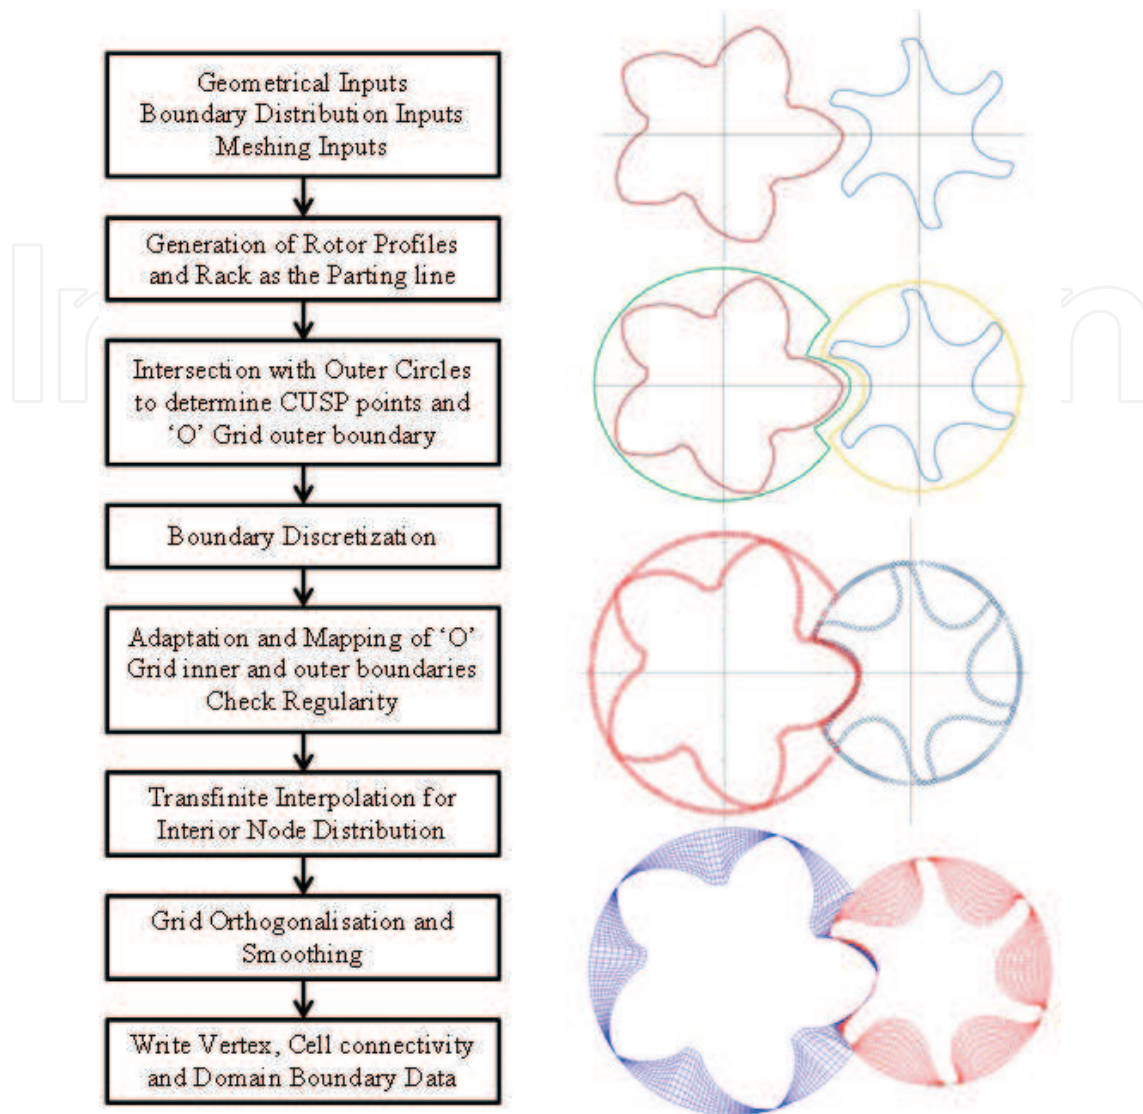 Geometrical Inputs
Boundary Distribution Inputs
Meshing Inputs
Generation of Rotor Profiles
and Rack as the Parting line
Intersection with Outer Circles
to determine CUSP points and
‘O’ Grid outer boundary
Boundary Discretization
Adaptation and Mapping of ‘O’
Grid inner and outer boundaries
Check Regularity
Transfinite Interpolation for
Interior Node Distribution
Grid Orthogonalisation and
Smoothing
Write Vertex, Cell connectivity
and Domain Boundary Data